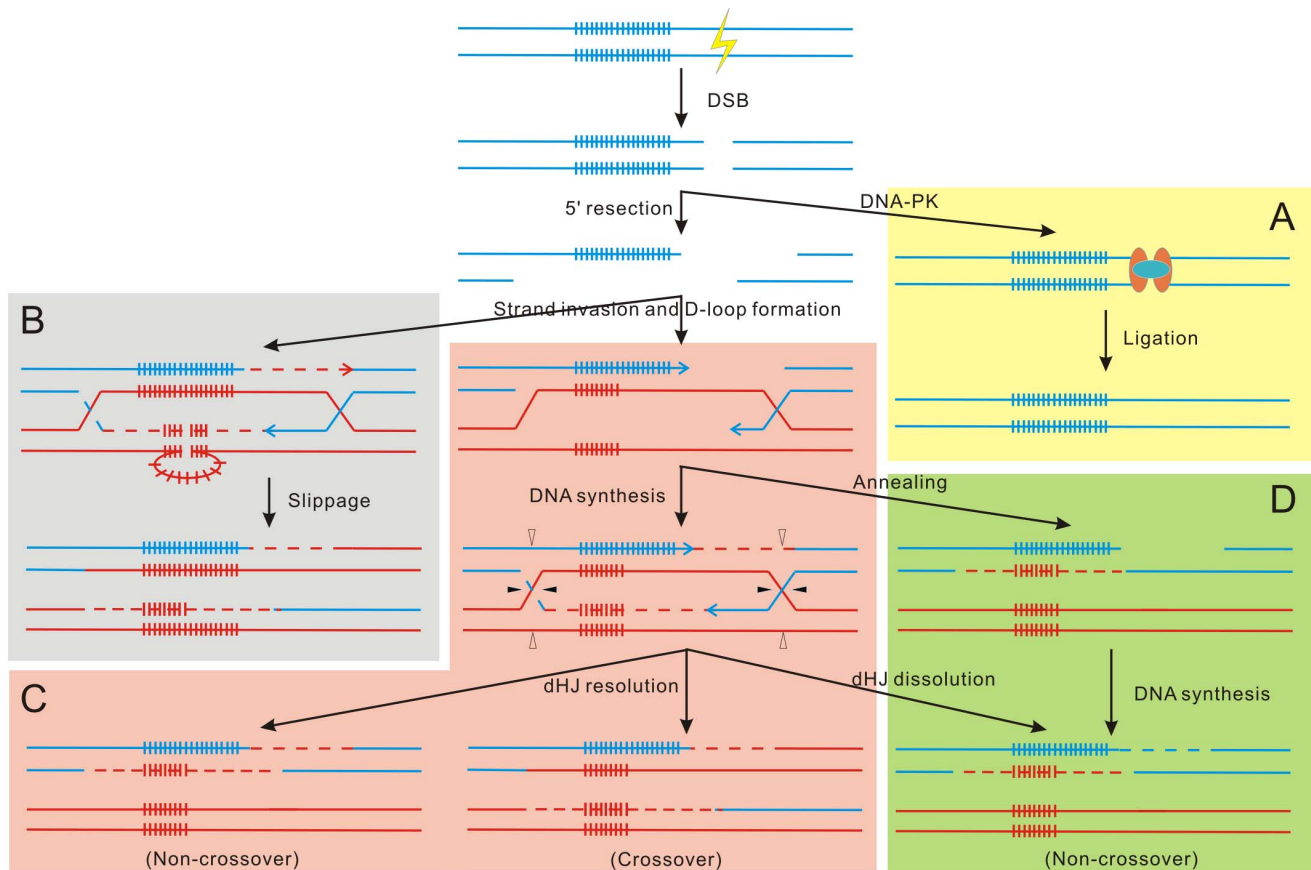 DSB
5' resection
DNA-PK
A
B
Strand invasion and D-loop formation
Ligation
Slippage
DNA synthesis
Annealing
D
C
dHJ resolution
dHJ dissolution
DNA synthesis
(Non-crossover)
(Crossover)
(Non-crossover)